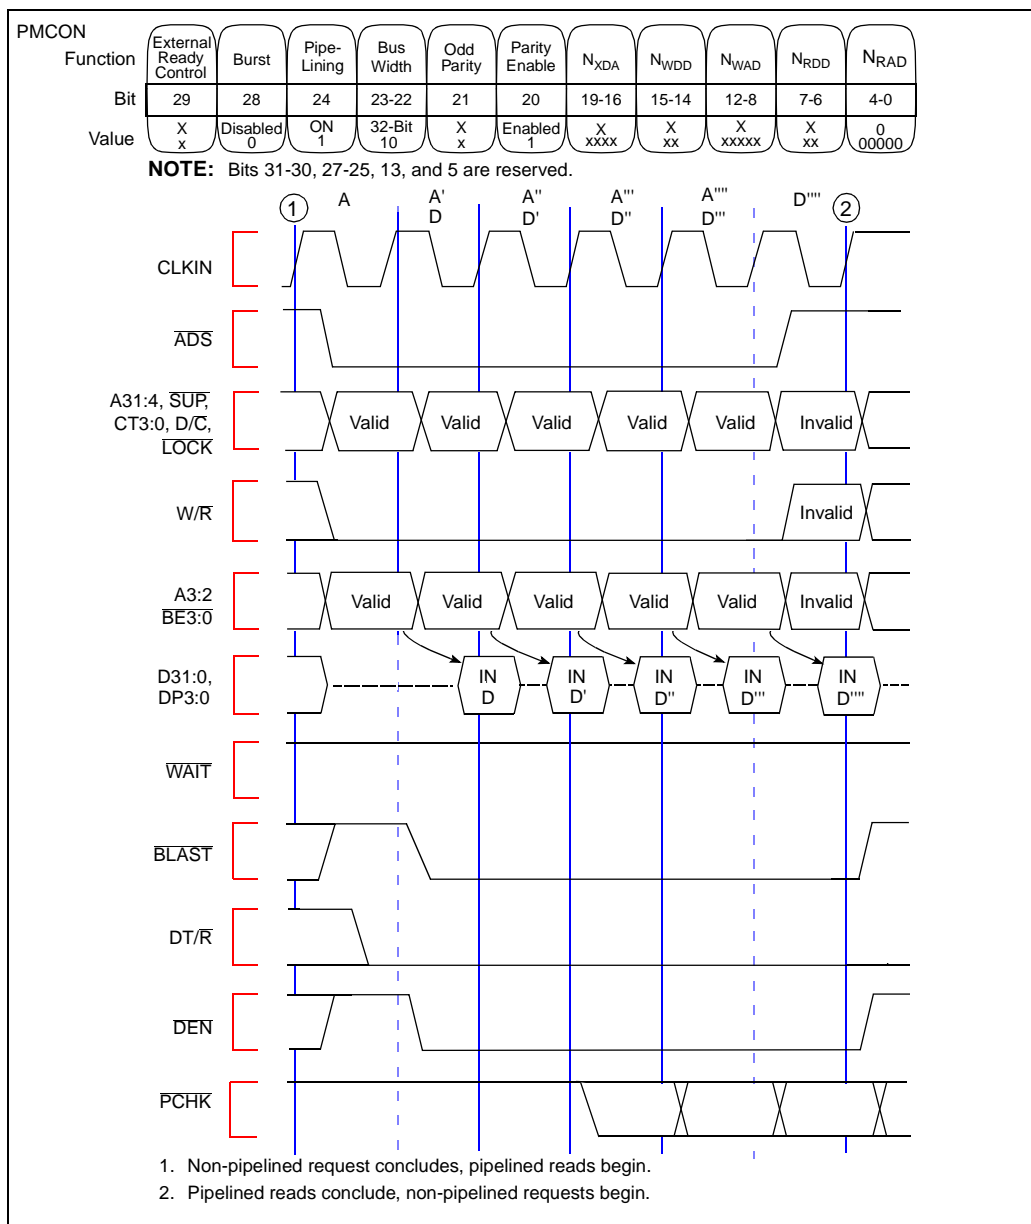 PMCON
Function External Ready Control Burst Pipe-Lining Bus Width Odd Parity Parity Enable NXDA NWDD NWAD NRDD NRAD
Bit 29 28 24 23-22 21 20 19-16 15-14 12-8 7-6 4-0
Value X x Disabled 0 ON 1 32-Bit 10 X x Enabled 1 X xxxx X xx X xxxxx X xx 0 00000
NOTE: Bits 31-30, 27-25, 13, and 5 are reserved.
1 A A' A'' A''' A'''' D'''' 2
D D' D'' D'''
CLKIN
ADS
A31:4, SUP,
CT3:0, D/C,
LOCK
Valid Valid Valid Valid Valid Invalid
W/R
Invalid
A3:2
BE3:0
Valid Valid Valid Valid Valid Invalid
D31:0,
DP3:0
IN IN IN IN IN
D D' D'' D''' D''''
WAIT
BLAST
DT/R
DEN
PCHK
1. Non-pipelined request concludes, pipelined reads begin.
2. Pipelined reads conclude, non-pipelined requests begin.